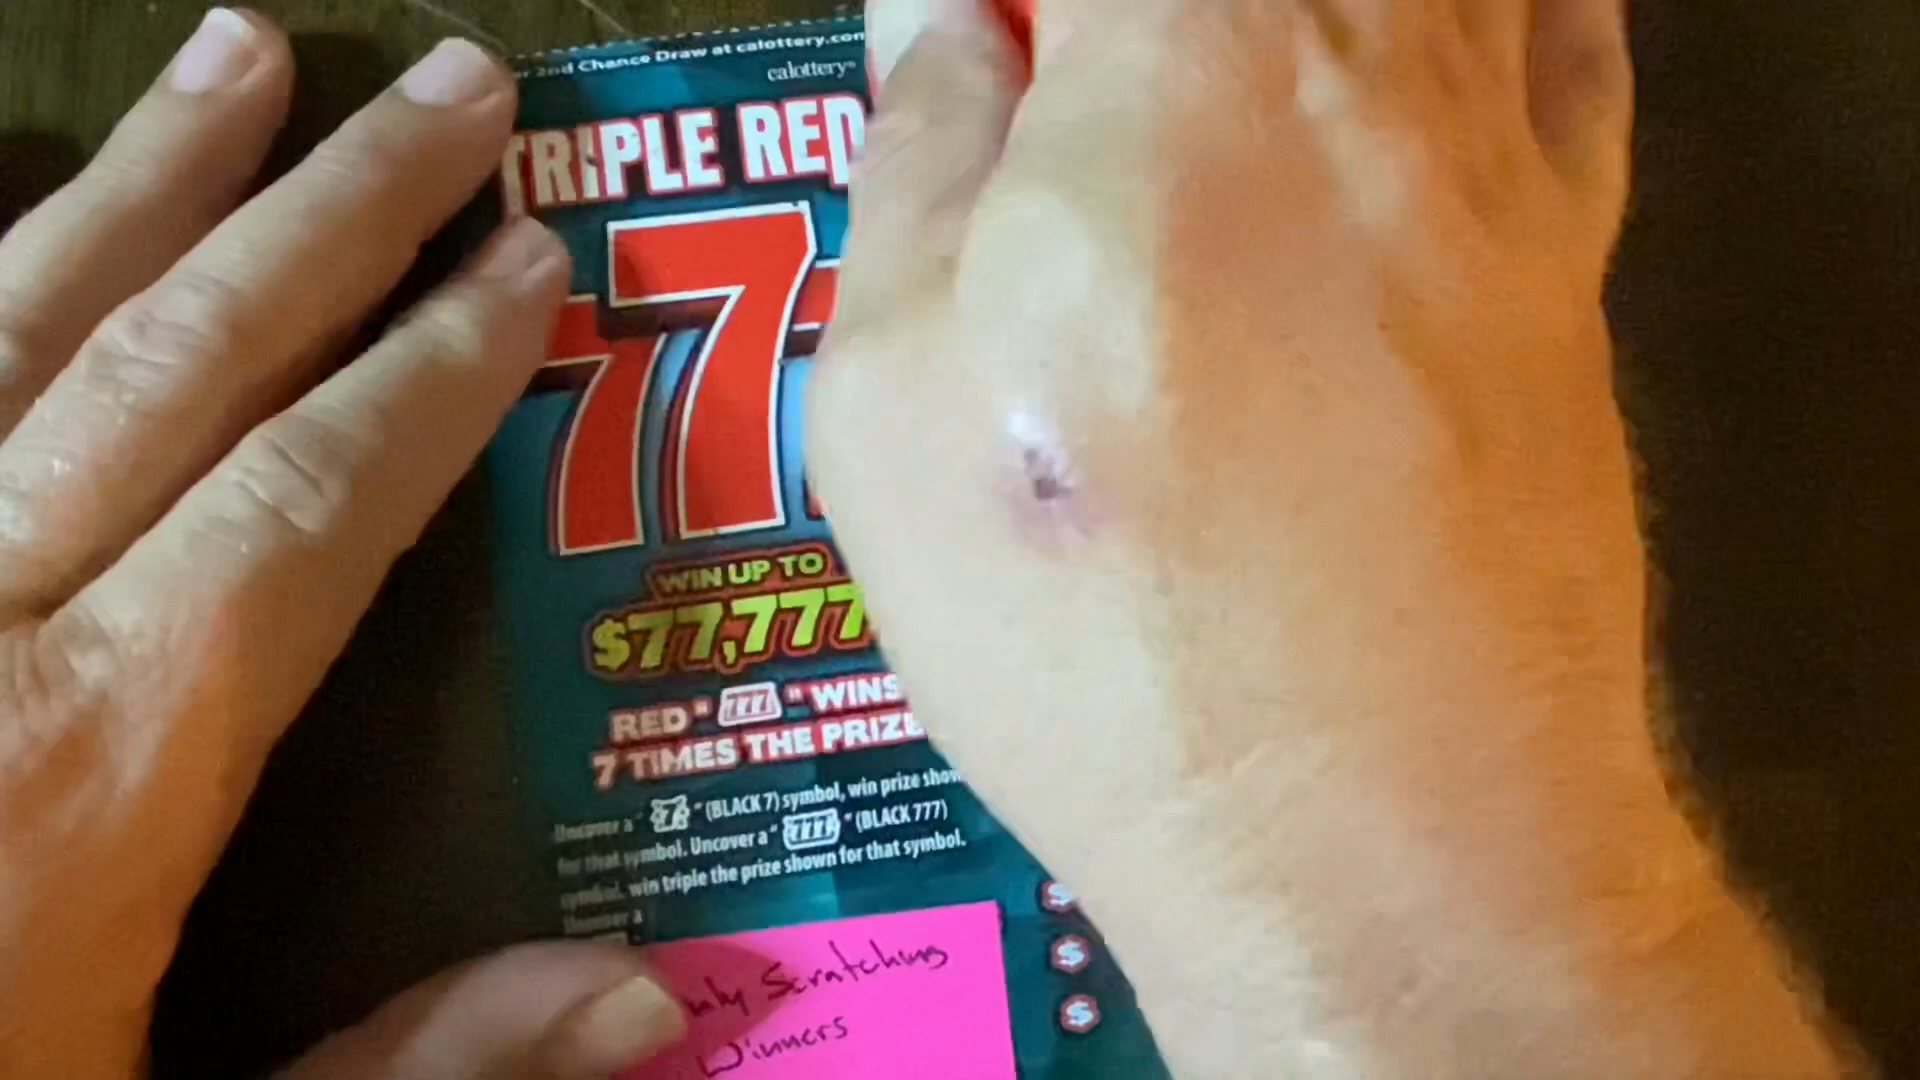 2nd Chance Draw at calottery.com
calottery
TRIPLE RED
777
WIN UP TO
$77,777
RED "777" WINS
7 TIMES THE PRIZE
Uncover a "7" (BLACK 7) symbol, win prize
for that symbol. Uncover a "777" (BLACK 777)
symbol, win triple the prize shown for that symbol.
Uncover a "
Scratching
Winners
$
$
$